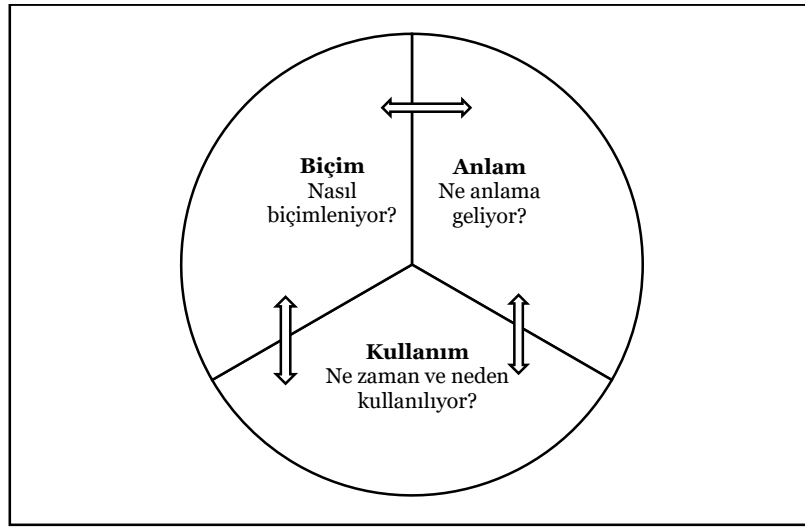 Biçim
Nasıl
biçimleniyor?
Anlam
Ne anlama
geliyor?
Kullanım
Ne zaman ve neden
kullanılıyor?